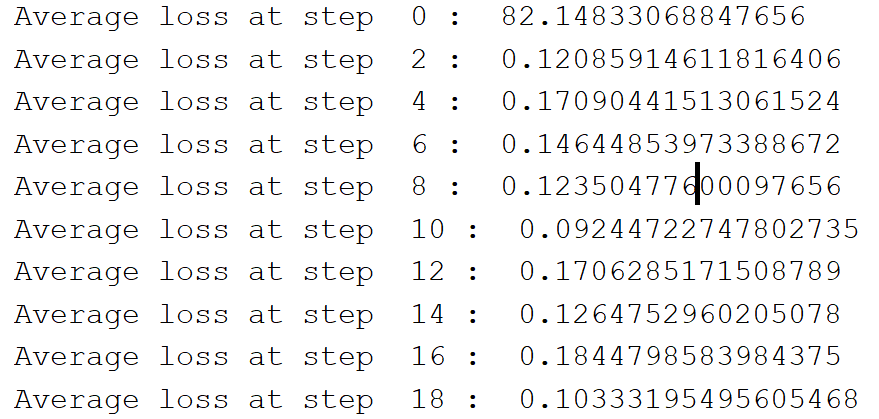 Average loss at step  0 :  82.14833068847656
Average loss at step  2 :  0.12085914611816406
Average loss at step  4 :  0.17090441513061524
Average loss at step  6 :  0.14644853973388672
Average loss at step  8 :  0.12350477600097656
Average loss at step  10 :  0.09244722747802735
Average loss at step  12 :  0.1706285171508789
Average loss at step  14 :  0.1264752960205078
Average loss at step  16 :  0.1844798583984375
Average loss at step  18 :  0.10333195495605468